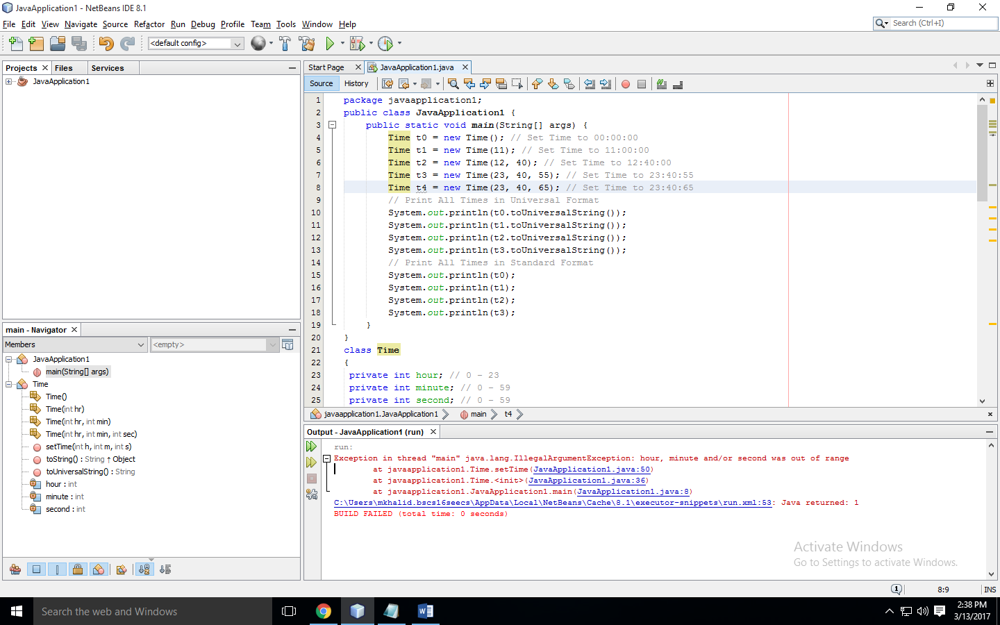 JavaApplication1 - NetBeans IDE 8.1
File Edit View Navigate Source Refactor Run Debug Profile Team Tools Window Help
Search (Ctrl+I)
<default config>
Projects Files Services
JavaApplication1
Start Page JavaApplication1.java
Source History
1 package javaapplication1;
2 public class JavaApplication1 {
3 public static void main(String[] args) {
4 Time t0 = new Time(); // Set Time to 00:00:00
5 Time t1 = new Time(11); // Set Time to 11:00:00
6 Time t2 = new Time(12, 40); // Set Time to 12:40:00
7 Time t3 = new Time(23, 40, 55); // Set Time to 23:40:55
8 Time t4 = new Time(23, 40, 65); // Set Time to 23:40:65
9 // Print All Times in Universal Format
10 System.out.println(t0.toUniversalString());
11 System.out.println(t1.toUniversalString());
12 System.out.println(t2.toUniversalString());
13 System.out.println(t3.toUniversalString());
14 // Print All Times in Standard Format
15 System.out.println(t0);
16 System.out.println(t1);
17 System.out.println(t2);
18 System.out.println(t3);
19 }
20 }
21 class Time
22 {
23 private int hour; // 0 - 23
24 private int minute; // 0 - 59
25 private int second; // 0 - 59
javaapplication1.JavaApplication1 main t4
main - Navigator
Members <empty>
JavaApplication1
main(String[] args)
Time
Time()
Time(int hr)
Time(int hr, int min)
Time(int hr, int min, int sec)
setTime(int h, int m, int s)
toString() : String ↑ Object
toUniversalString() : String
hour : int
minute : int
second : int
Output - JavaApplication1 (run)
run:
Exception in thread "main" java.lang.IllegalArgumentException: hour, minute and/or second was out of range
at javaapplication1.Time.setTime(JavaApplication1.java:50)
at javaapplication1.Time.<init>(JavaApplication1.java:36)
at javaapplication1.JavaApplication1.main(JavaApplication1.java:8)
C:\Users\mkhalid.bscs16seecs\AppData\Local\NetBeans\Cache\8.1\executor-snippets\run.xml:53: Java returned: 1
BUILD FAILED (total time: 0 seconds)
Activate Windows
Go to Settings to activate Windows.
1 8:9 INS
Search the web and Windows
2:38 PM
3/13/2017